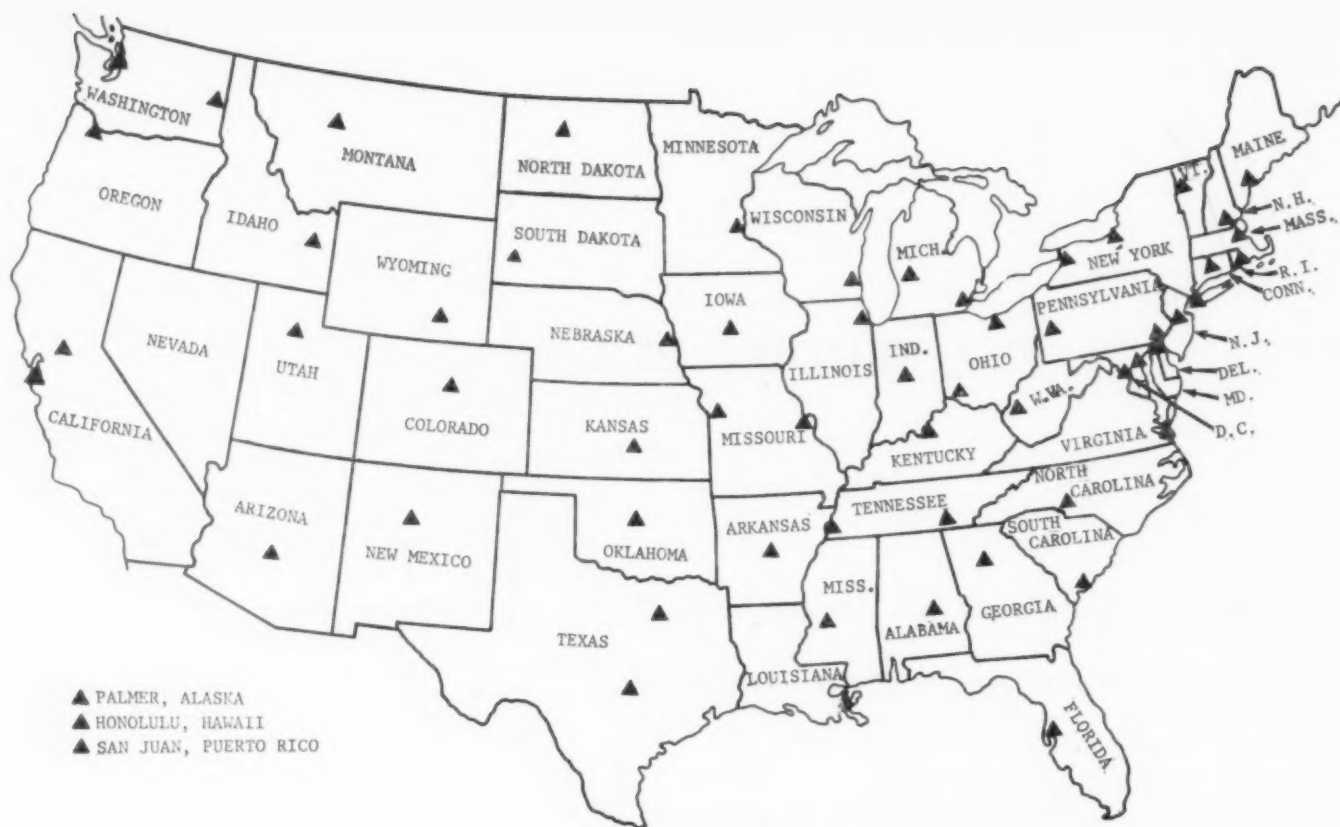 WASHINGTON
MONTANA
NORTH DAKOTA
MINNESOTA
MAINE
VT.
OREGON
IDAHO
SOUTH DAKOTA
WISCONSIN
N.H.
MASS.
WYOMING
MICH.
NEW YORK
R.I.
CONN.
NEVADA
UTAH
NEBRASKA
IOWA
PENNSYLVANIA
N.J.
ILLINOIS
IND.
OHIO
DEL.
CALIFORNIA
COLORADO
KANSAS
MISSOURI
W.VA.
MD.
KENTUCKY
VIRGINIA
D.C.
ARIZONA
NEW MEXICO
OKLAHOMA
ARKANSAS
TENNESSEE
NORTH
CAROLINA
SOUTH
CAROLINA
TEXAS
MISS.
ALABAMA
GEORGIA
LOUISIANA
FLORIDA
PALMER, ALASKA
HONOLULU, HAWAII
SAN JUAN, PUERTO RICO